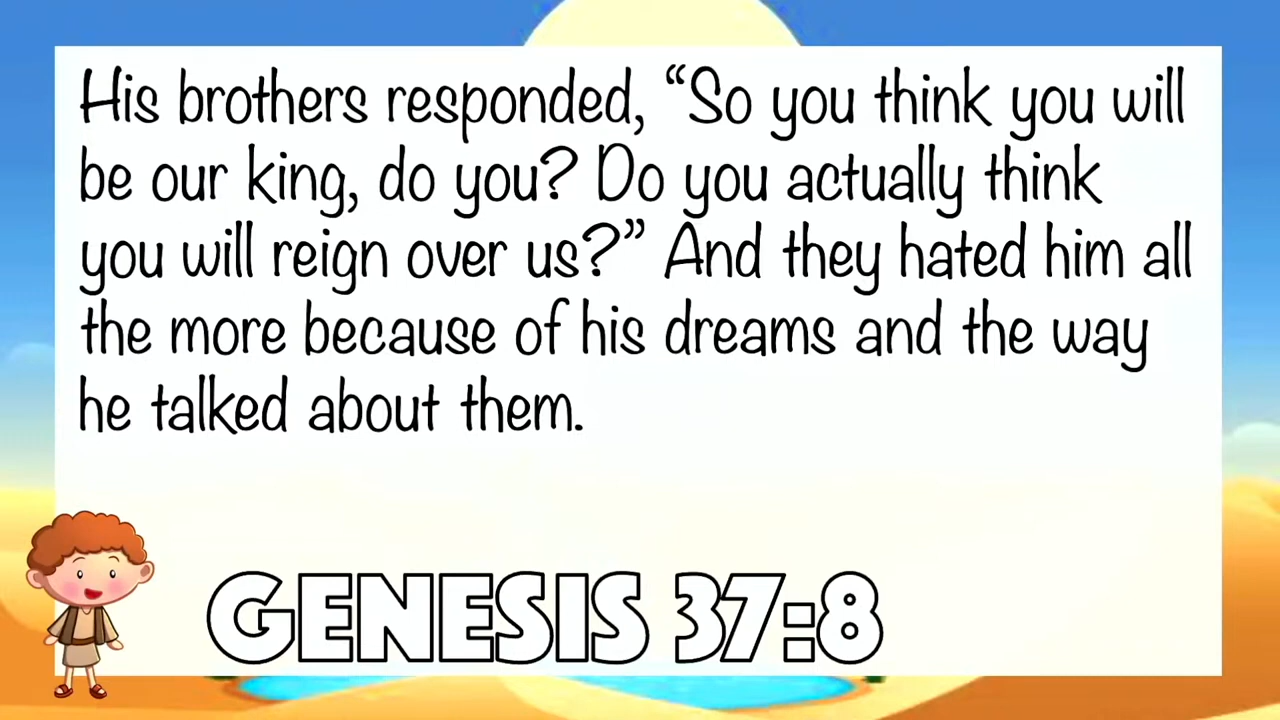 His brothers responded, “So you think you will
be our king, do you? Do you actually think
you will reign over us?” And they hated him all
the more because of his dreams and the way
he talked about them.
GENESIS 37:8